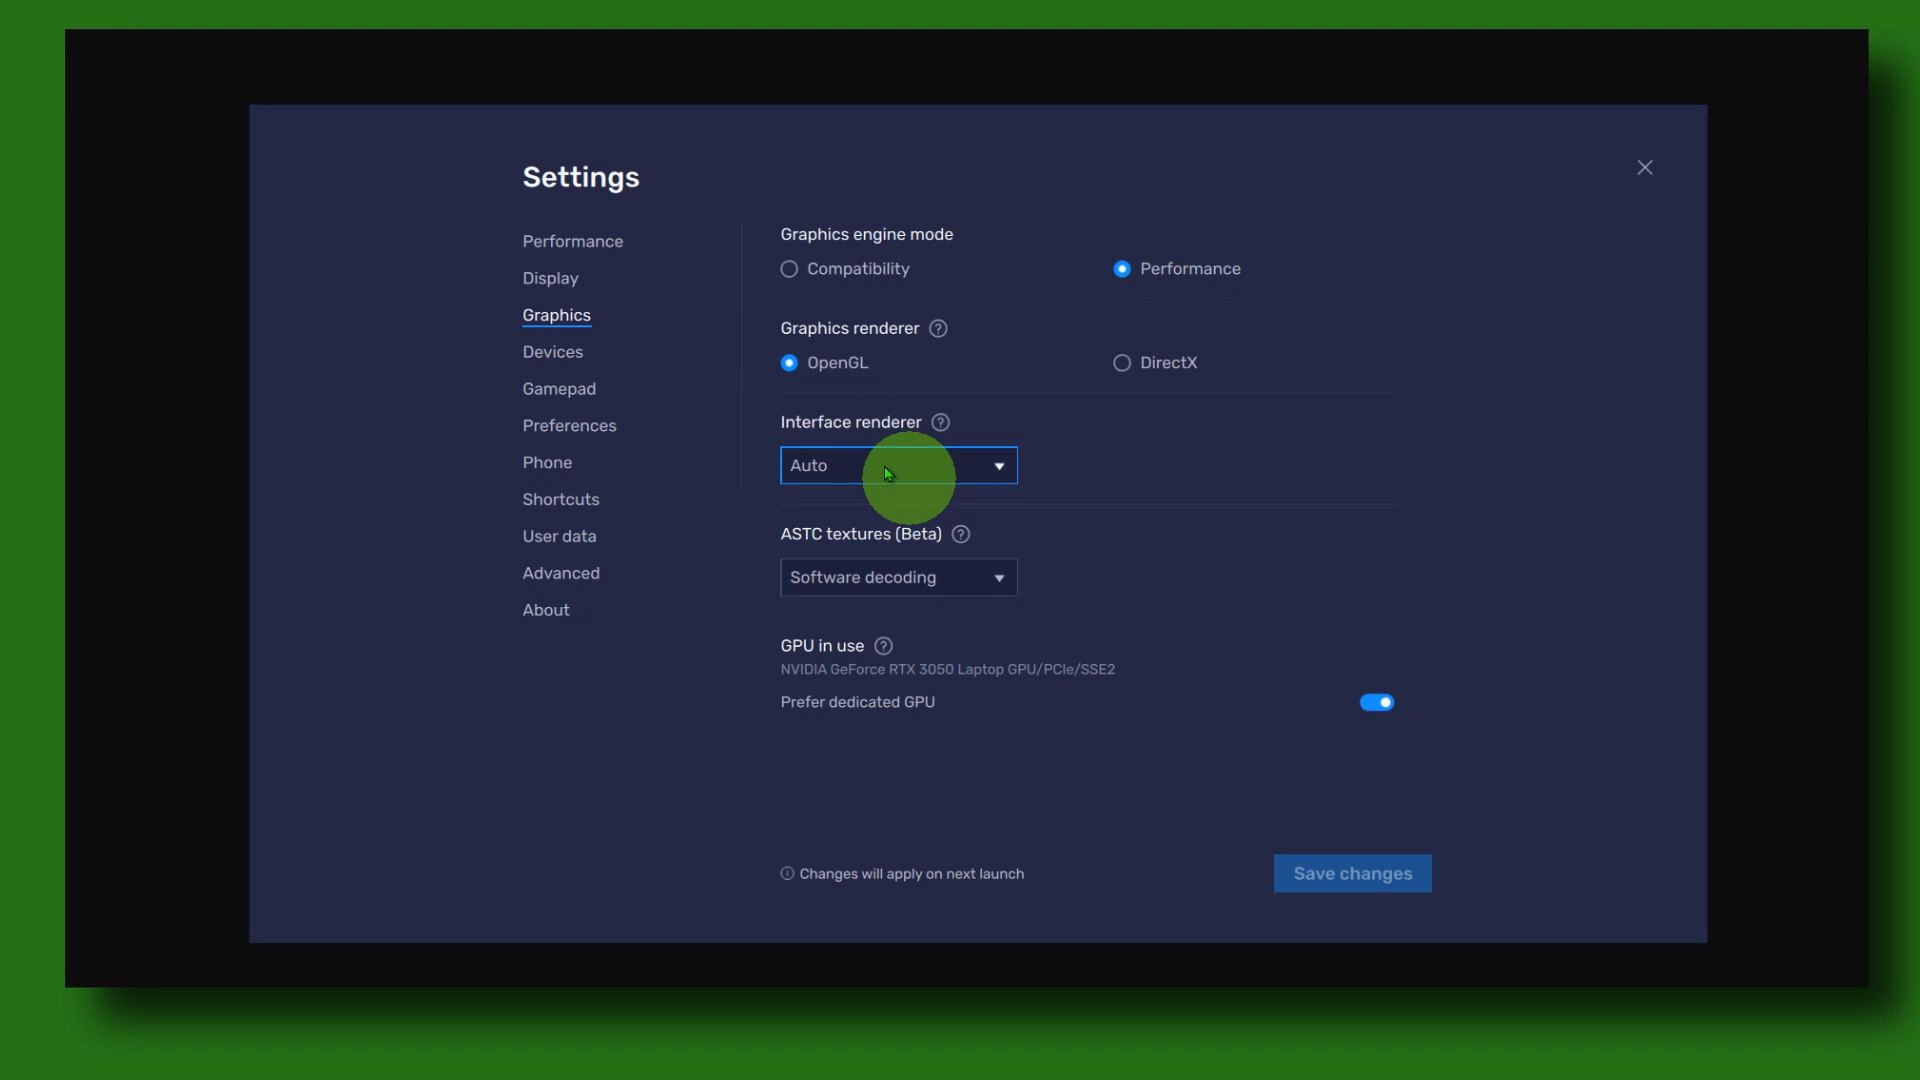 Settings
Performance
Display
Graphics
Devices
Gamepad
Preferences
Phone
Shortcuts
User data
Advanced
About
Graphics engine mode
Compatibility
Performance
Graphics renderer ?
OpenGL
DirectX
Interface renderer ?
Auto
ASTC textures (Beta) ?
Software decoding
GPU in use ?
NVIDIA GeForce RTX 3050 Laptop GPU/PCIe/SSE2
Prefer dedicated GPU
Changes will apply on next launch
Save changes